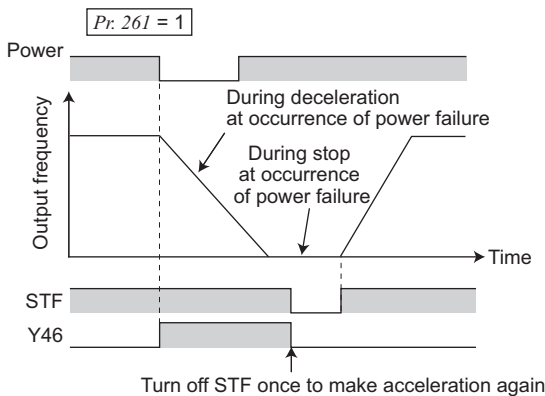 Pr. 261 = 1
Power
During deceleration
at occurrence of power failure
During stop
at occurrence
of power failure
Output frequency
Time
STF
Y46
Turn off STF once to make acceleration again